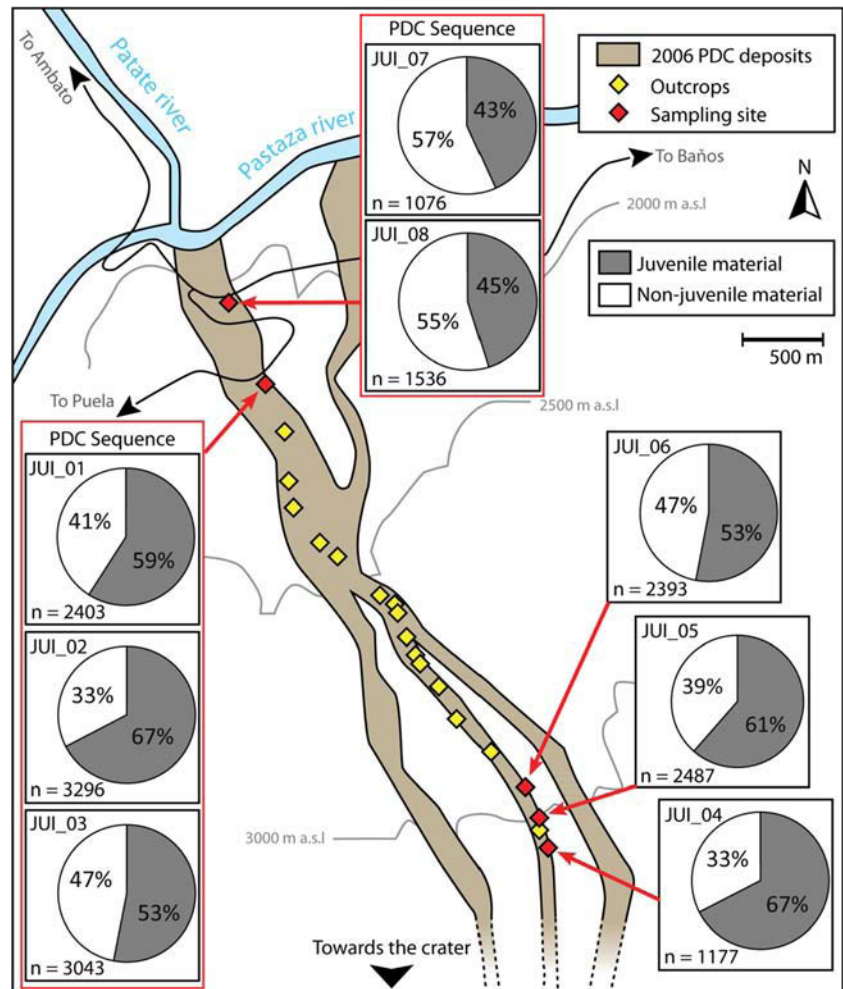 To Ambato
Patate river
Pastaza river
PDC Sequence
JUI_07
43%
57%
n = 1076
JUI_08
45%
55%
n = 1536
2006 PDC deposits
Outcrops
Sampling site
To Baños
N
2000 m a.s.l
Juvenile material
Non-juvenile material
500 m
To Puela
2500 m a.s.l
PDC Sequence
JUI_01
41%
59%
n = 2403
JUI_02
33%
67%
n = 3296
JUI_03
47%
53%
n = 3043
JUI_06
47%
53%
n = 2393
JUI_05
39%
61%
n = 2487
JUI_04
33%
67%
n = 1177
3000 m a.s.l
Towards the crater